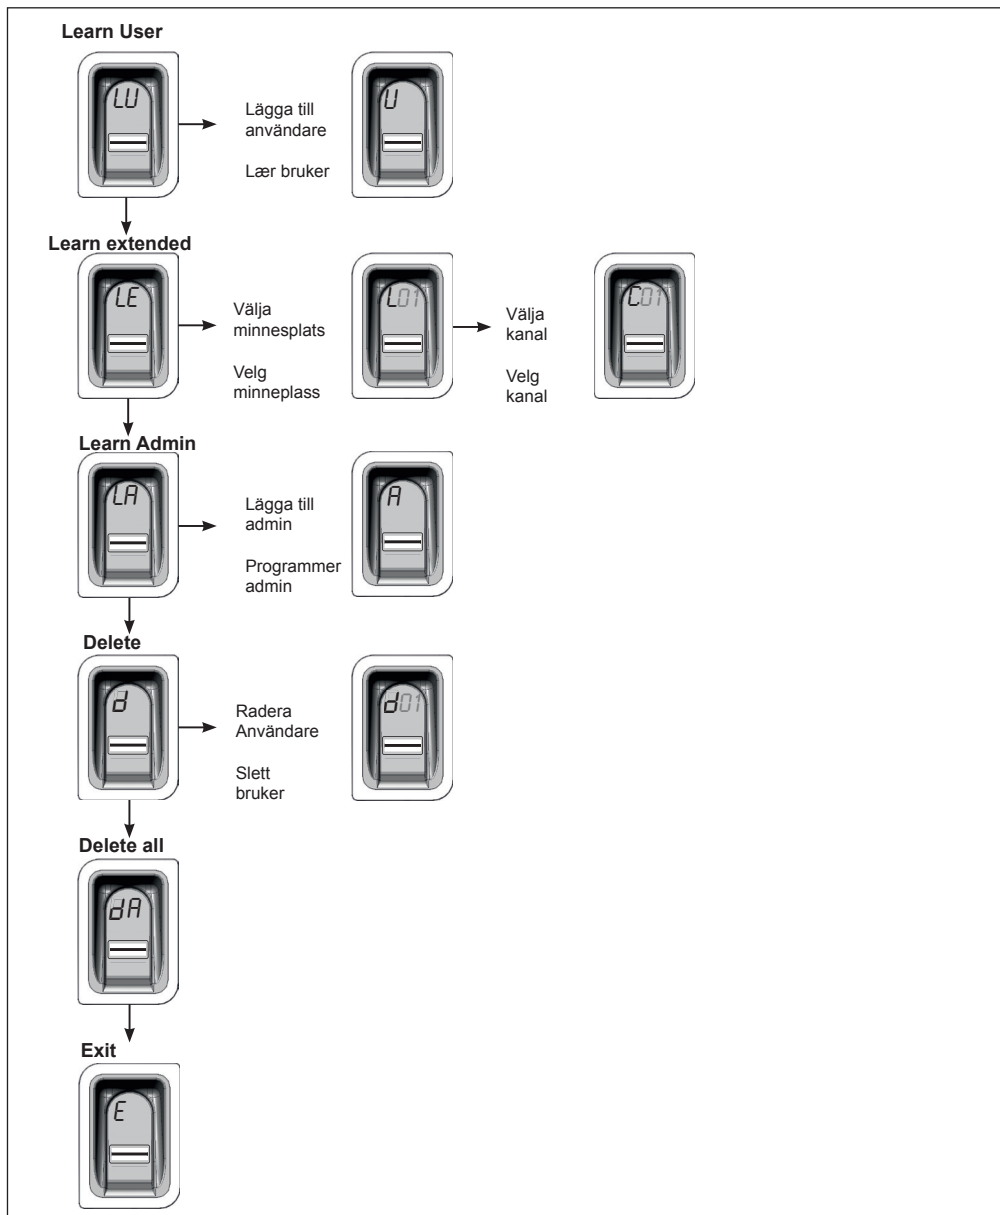 Learn User
LU
Lägga till
användare
Lær bruker
U
Learn extended
LE
Välja
minnesplats
Velg
minneplass
L01
Välja
kanal
Velg
kanal
C01
Learn Admin
LA
Lägga till
admin
Programmer
admin
A
Delete
d
Radera
Användare
Slett
bruker
d01
Delete all
dA
Exit
E